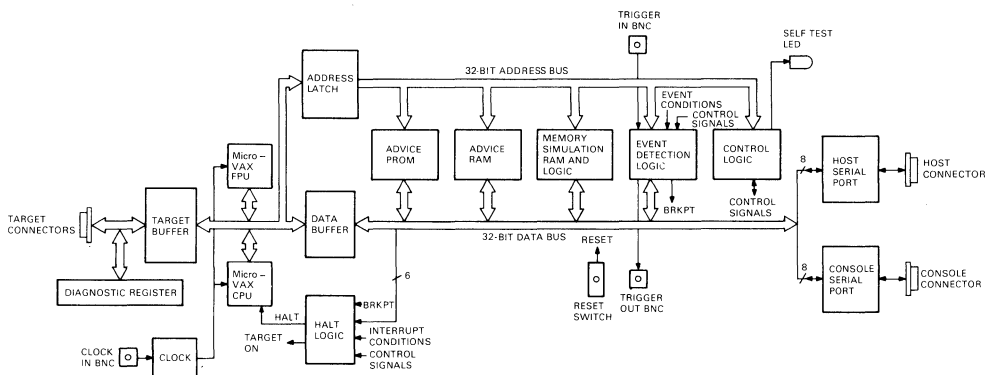 TRIGGER
IN BNC
SELF TEST
LED
ADDRESS
LATCH
32-BIT ADDRESS BUS
EVENT
CONDITIONS
CONTROL
SIGNALS
Micro –
VAX
FPU
ADVICE
PROM
ADVICE
RAM
MEMORY
SIMULATION
RAM AND
LOGIC
EVENT
DETECTION
LOGIC
CONTROL
LOGIC
8
HOST
SERIAL
PORT
HOST
CONNECTOR
TARGET
CONNECTORS
TARGET
BUFFER
DATA
BUFFER
BRKPT
CONTROL
SIGNALS
32-BIT DATA BUS
RESET
DIAGNOSTIC REGISTER
Micro –
VAX
CPU
6
8
CONSOLE
SERIAL
PORT
CONSOLE
CONNECTOR
HALT
BRKPT
HALT
LOGIC
TARGET
ON
INTERRUPT
CONDITIONS
CONTROL
SIGNALS
RESET
SWITCH
TRIGGER
OUT BNC
CLOCK
IN BNC
CLOCK